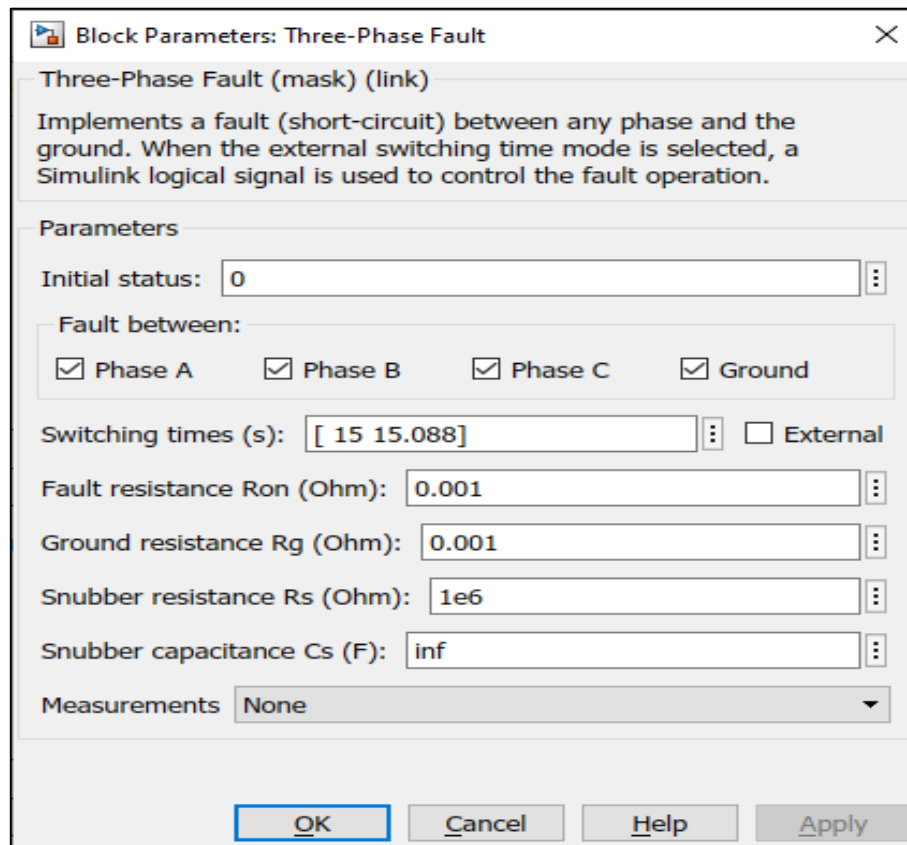 Block Parameters: Three-Phase Fault
Three-Phase Fault (mask) (link)
Implements a fault (short-circuit) between any phase and the
ground. When the external switching time mode is selected, a
Simulink logical signal is used to control the fault operation.
Parameters
Initial status: 0
Fault between:
Phase A Phase B Phase C Ground
Switching times (s): [ 15 15.088] External
Fault resistance Ron (Ohm): 0.001
Ground resistance Rg (Ohm): 0.001
Snubber resistance Rs (Ohm): 1e6
Snubber capacitance Cs (F): inf
Measurements None
OK Cancel Help Apply